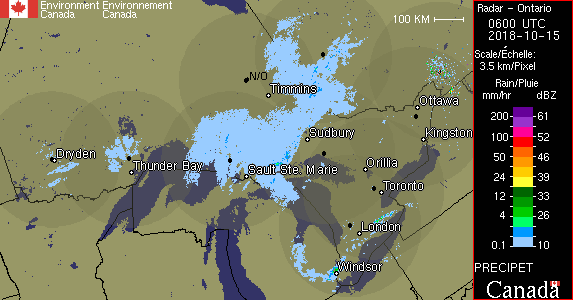 Environment Environnement
Canada Canada
100 KM
N/O
Timmins
Ottawa
Sudbury
Kingston
Dryden
Thunder Bay
Sault Ste. Marie
Orillia
Toronto
London
Windsor
Radar – Ontario
0600 UTC
2018-10-15
Scale/Échelle:
3.5 km/Pixel
Rain/Pluie
mm/hr dBZ
200 61
100 56
50 52
24 46
12 39
4 26
0.1 10
PRECIPET
Canada